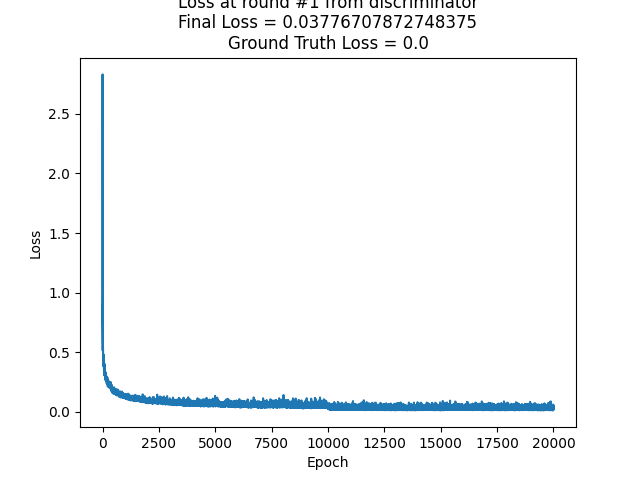 Loss at round #1 from discriminator
Final Loss = 0.03776707872748375
Ground Truth Loss = 0.0
Loss
2.5
2.0
1.5
1.0
0.5
0.0
0 2500 5000 7500 10000 12500 15000 17500 20000
Epoch